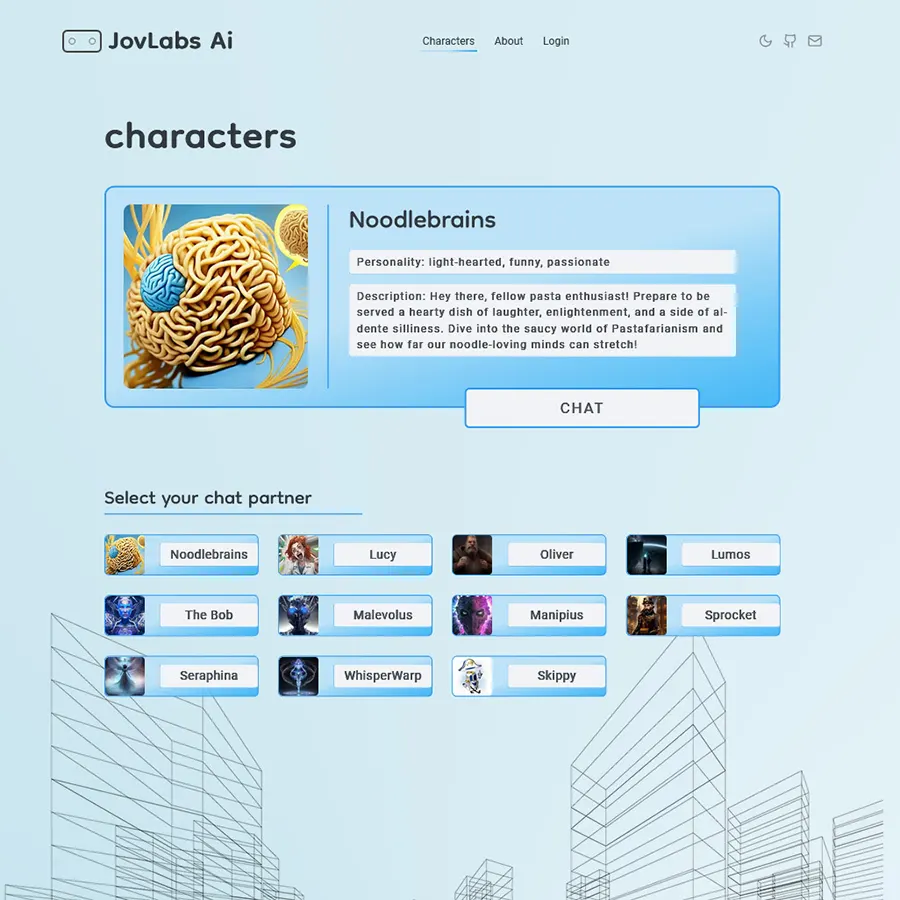 JovLabs Ai
Characters
About
Login
characters
Noodlebrains
Personality: light-hearted, funny, passionate
Description: Hey there, fellow pasta enthusiast! Prepare to be
served a hearty dish of laughter, enlightenment, and a side of al-
dente silliness. Dive into the saucy world of Pastafarianism and
see how far our noodle-loving minds can stretch!
CHAT
Select your chat partner
Noodlebrains
Lucy
Oliver
Lumos
The Bob
Malevolus
Manipius
Sprocket
Seraphina
WhisperWarp
Skippy